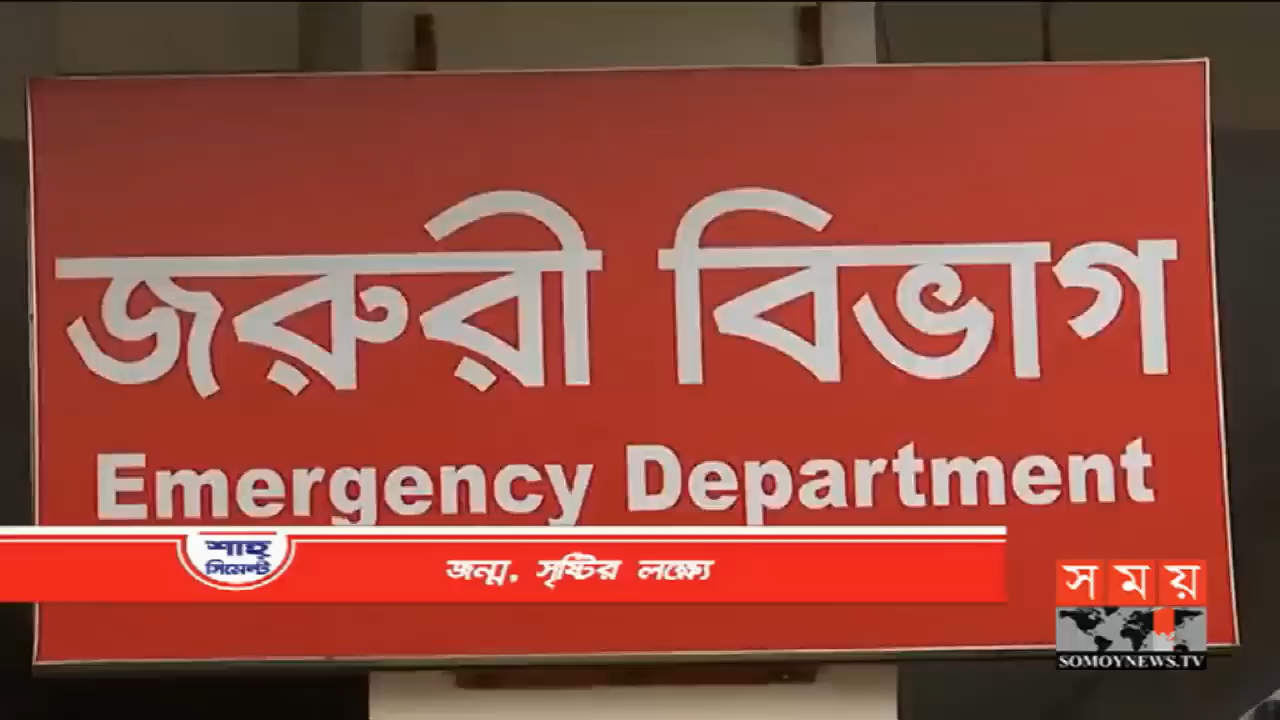 জরুরী বিভাগ
Emergency Department
শাহ্
সিমেন্ট
জন্ম. সৃষ্টির লক্ষ্যে
সময়
SOMOYNEWS.TV